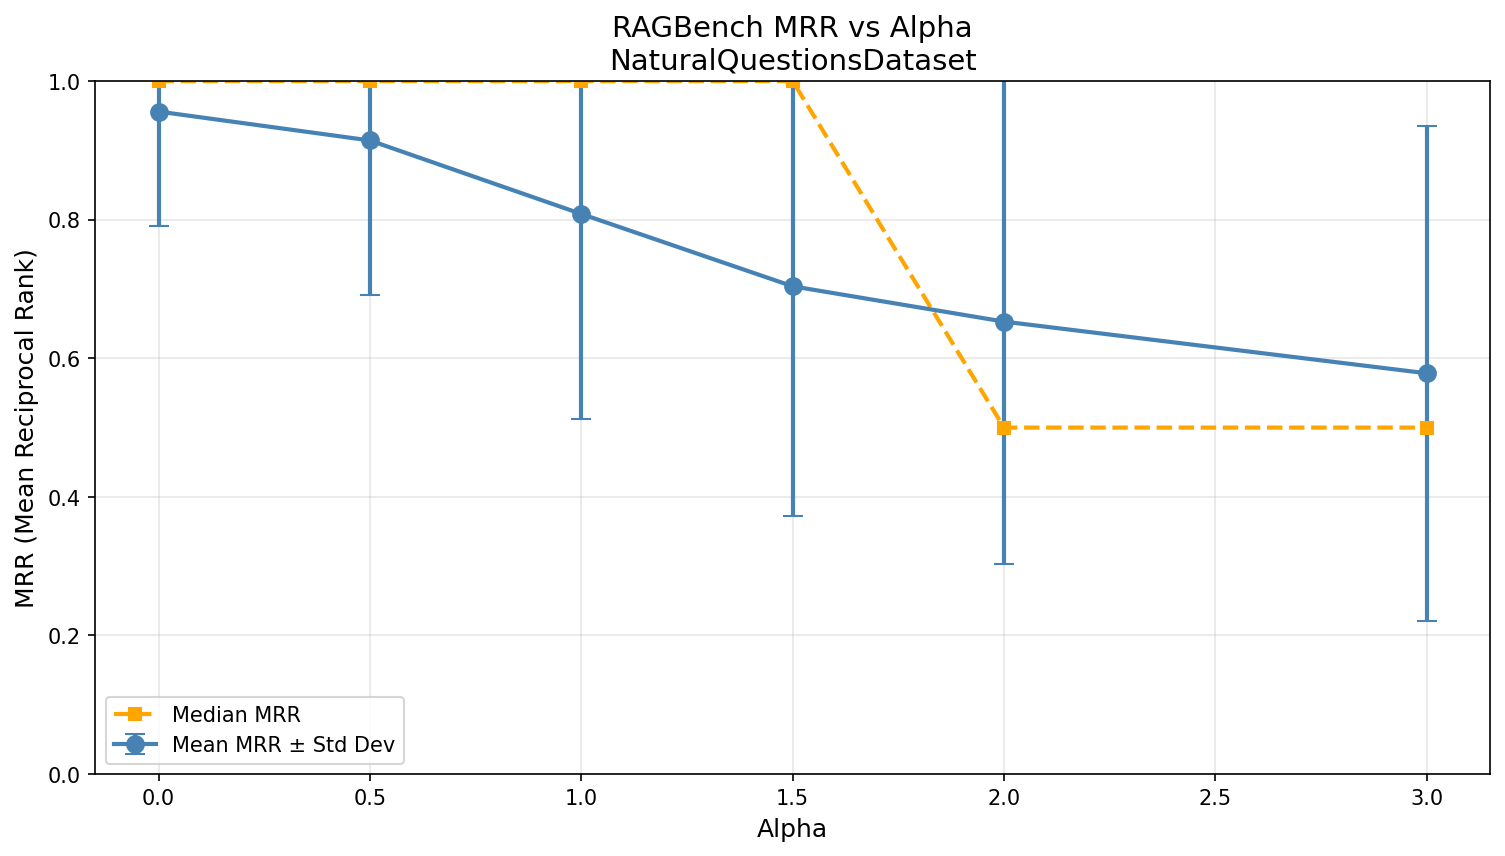 RAGBench MRR vs Alpha
NaturalQuestionsDataset
MRR (Mean Reciprocal Rank)
1.0
0.8
0.6
0.4
0.2
0.0
Median MRR
Mean MRR ± Std Dev
0.0 0.5 1.0 1.5 2.0 2.5 3.0
Alpha